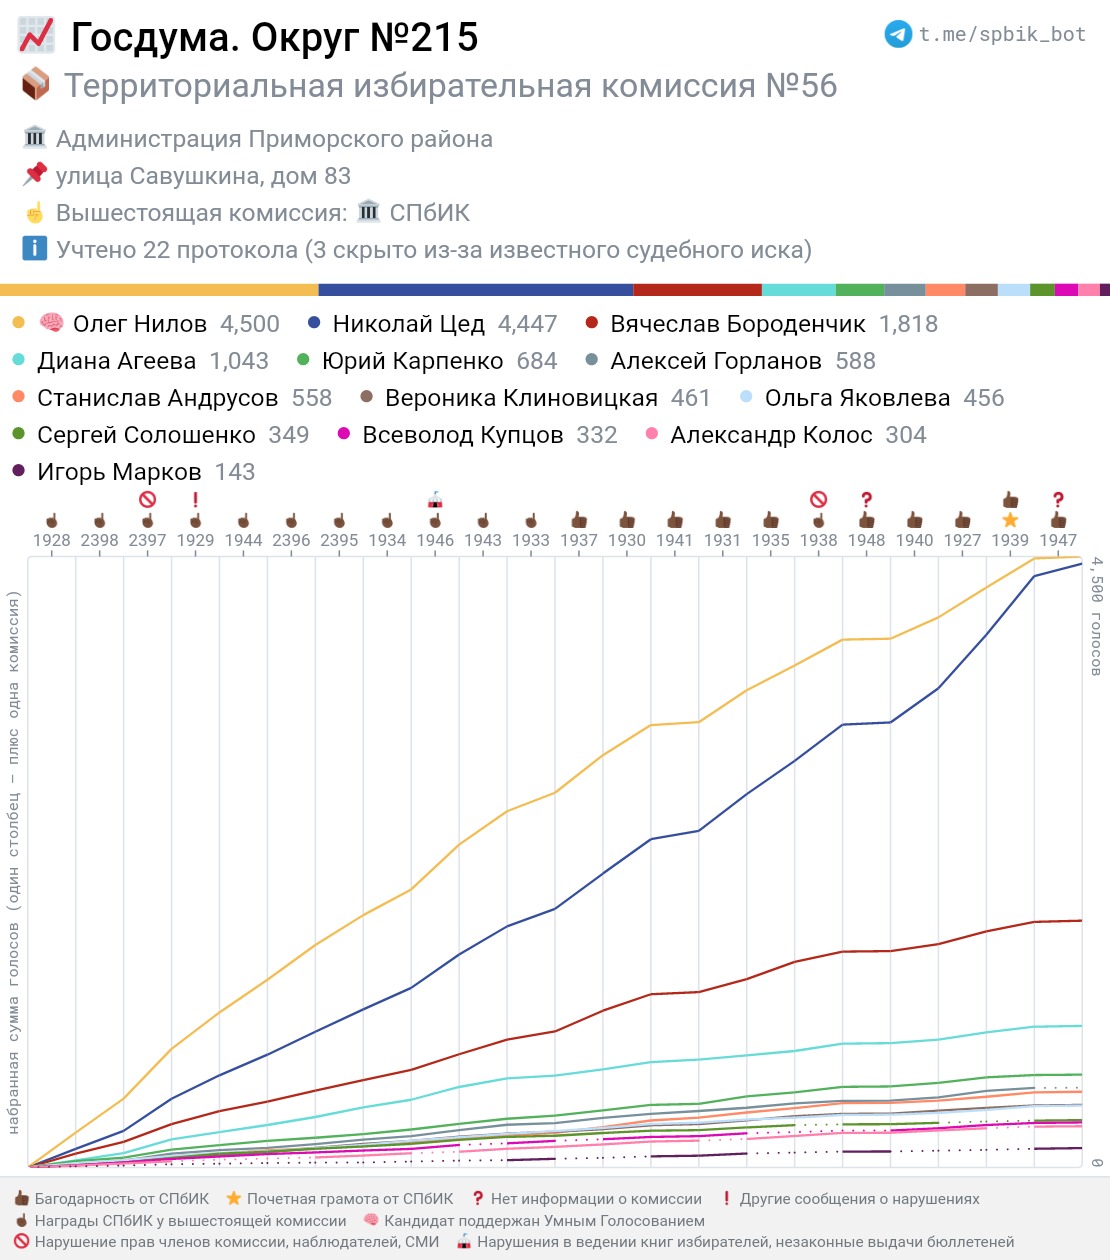 Госдума. Округ №215
t.me/spbik_bot
Территориальная избирательная комиссия №56
Администрация Приморского района
улица Савушкина, дом 83
Вышестоящая комиссия: СПбИК
Учтено 22 протокола (3 скрыто из-за известного судебного иска)
Олег Нилов 4,500 Николай Цед 4,447 Вячеслав Бороденчик 1,818
Диана Агеева 1,043 Юрий Карпенко 684 Алексей Горланов 588
Станислав Андрусов 558 Вероника Клиновицкая 461 Ольга Яковлева 456
Сергей Солошенко 349 Всеволод Купцов 332 Александр Колос 304
Игорь Марков 143
1928 2398 2397 1929 1944 2396 2395 1934 1946 1943 1933 1937 1930 1941 1931 1935 1938 1948 1940 1927 1939 1947
набранная сумма голосов (один столбец – плюс одна комиссия)
4,500 голосов
0
Багодарность от СПбИК Почетная грамота от СПбИК Нет информации о комиссии Другие сообщения о нарушениях
Награды СПбИК у вышестоящей комиссии Кандидат поддержан Умным Голосованием
Нарушение прав членов комиссии, наблюдателей, СМИ Нарушения в ведении книг избирателей, незаконные выдачи бюллетеней